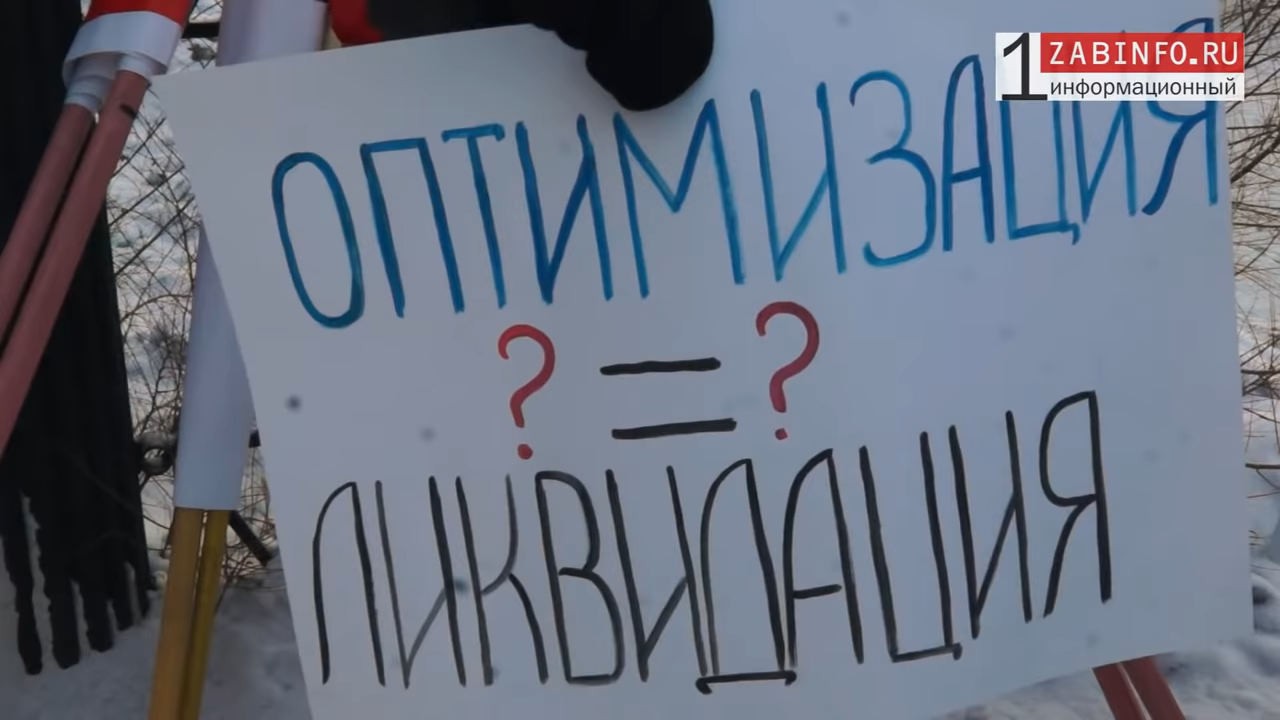 1 ZABINFO.RU
информационный
ОПТИМИЗАЦИЯ
? = ?
ЛИКВИДАЦИЯ